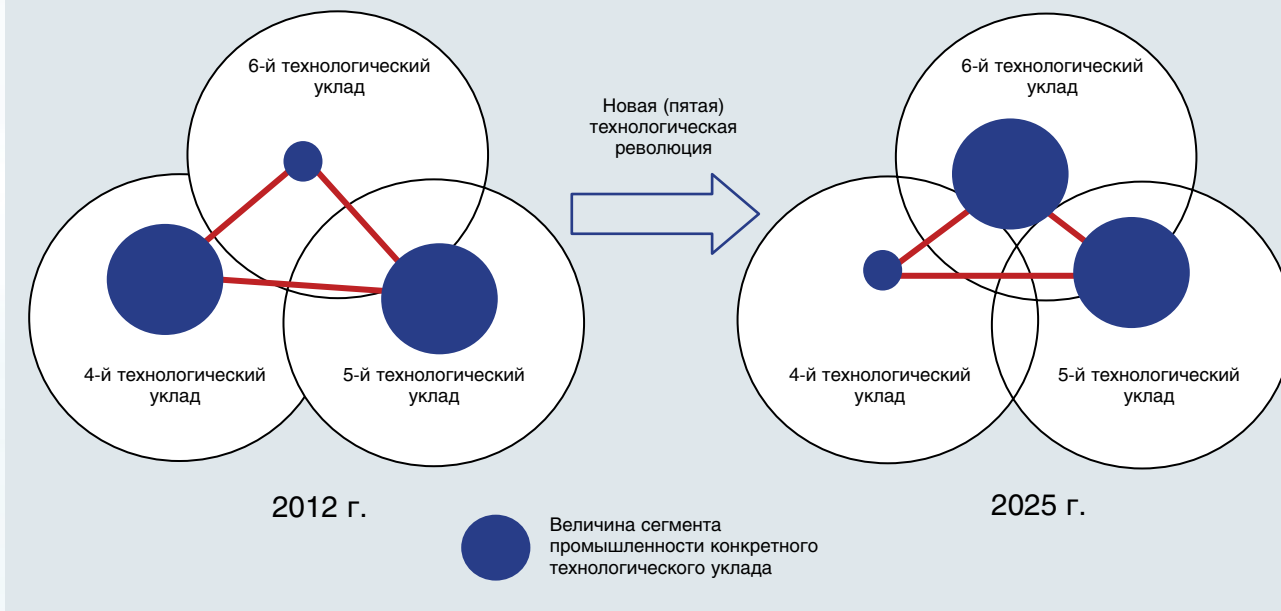 6-й технологический
уклад
4-й технологический
уклад
5-й технологический
уклад
2012 г.
Новая (пятая)
технологическая
революция
6-й технологический
уклад
4-й технологический
уклад
5-й технологический
уклад
2025 г.
Величина сегмента
промышленности конкретного
технологического уклада